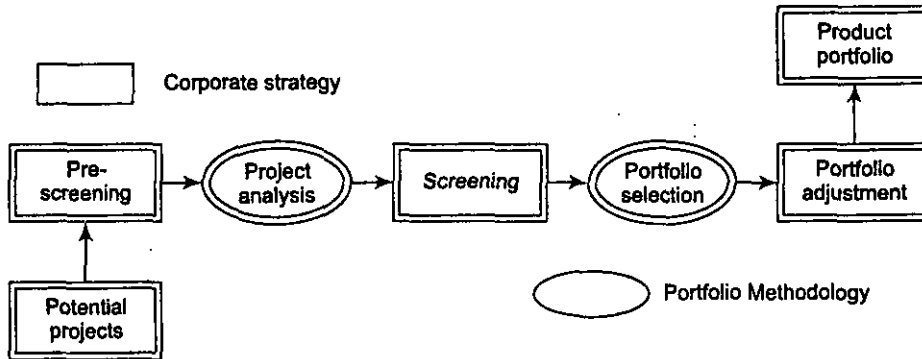 Product
portfolio
Corporate strategy
Pre-
screening
Project
analysis
Screening
Portfolio
selection
Portfolio
adjustment
Potential
projects
Portfolio Methodology